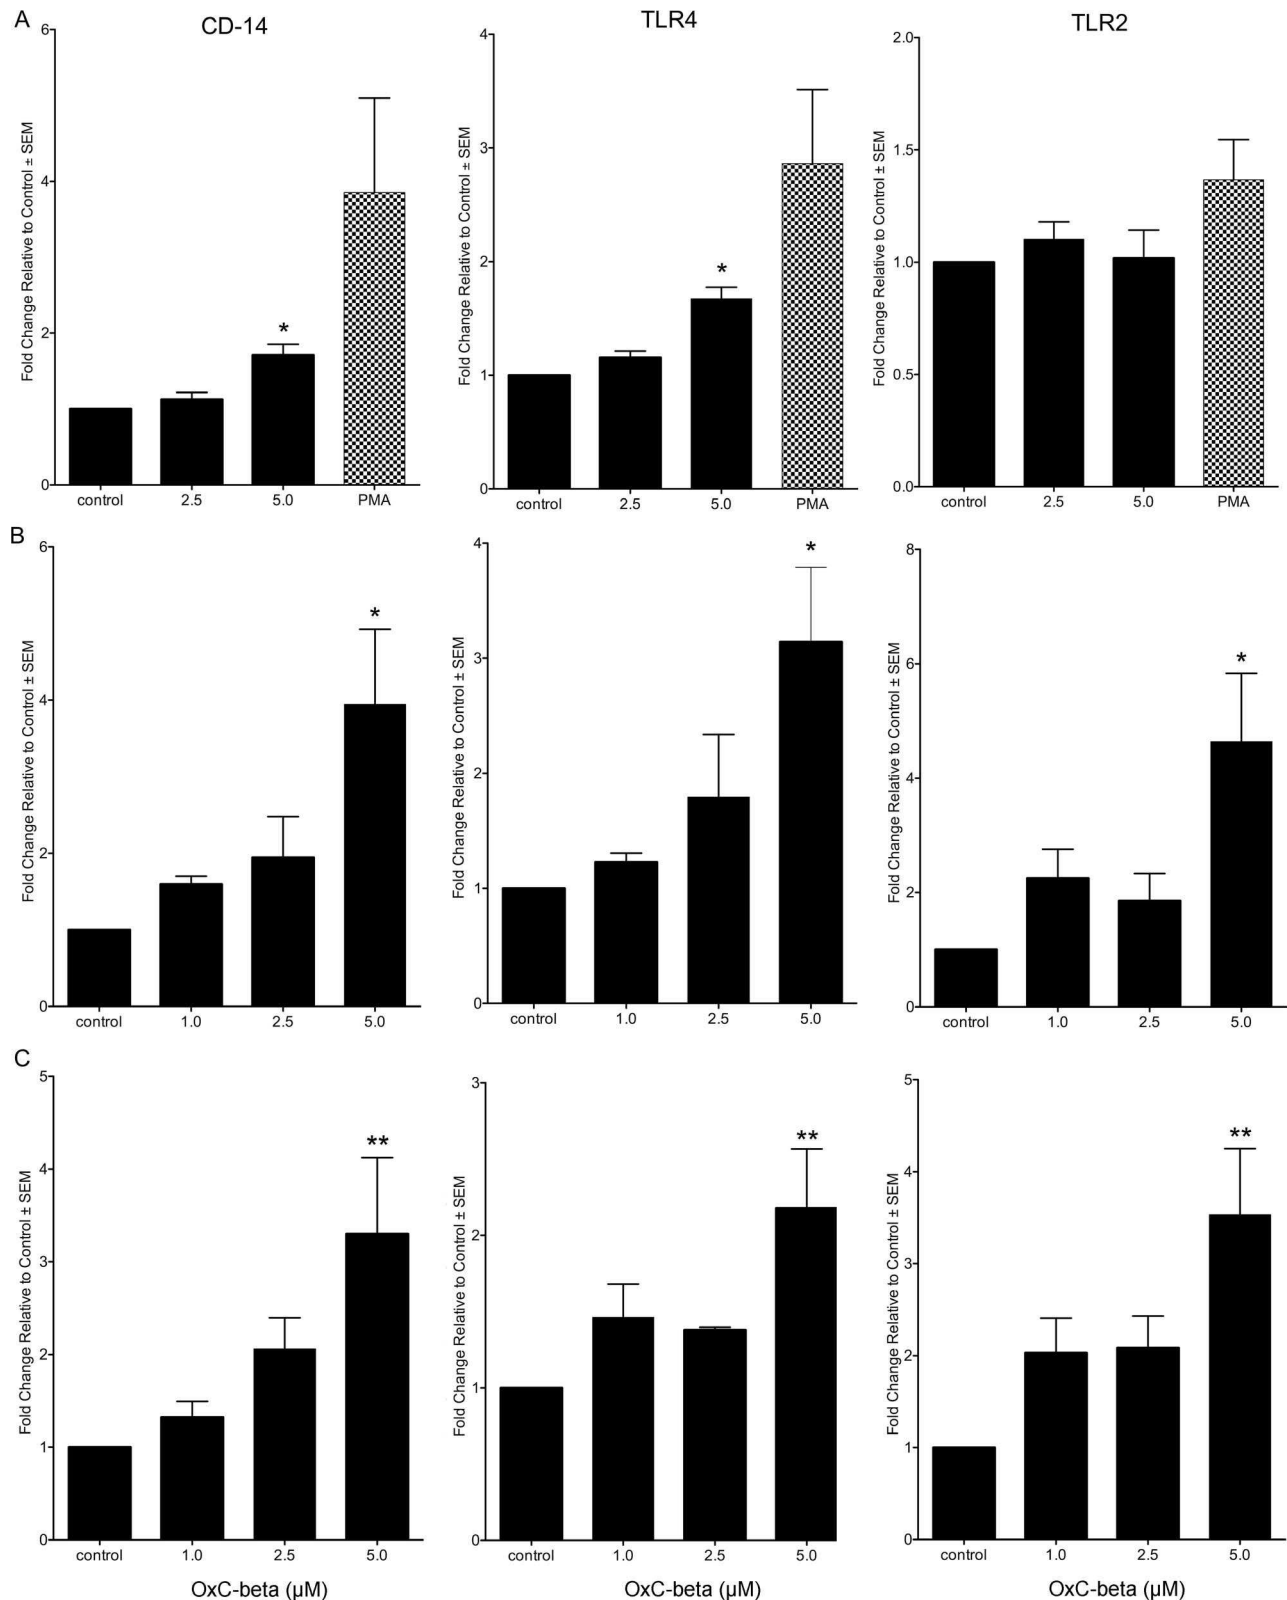 A
CD-14
TLR4
TLR2
Fold Change Relative to Control ± SEM
6
4
2
0
*
control 2.5 5.0 PMA
Fold Change Relative to Control ± SEM
4
3
2
1
0
*
control 2.5 5.0 PMA
Fold Change Relative to Control ± SEM
2.0
1.5
1.0
0.5
0.0
control 2.5 5.0 PMA
B
Fold Change Relative to Control ± SEM
6
4
2
0
*
control 1.0 2.5 5.0
Fold Change Relative to Control ± SEM
4
3
2
1
0
*
control 1.0 2.5 5.0
Fold Change Relative to Control ± SEM
8
6
4
2
0
*
control 1.0 2.5 5.0
C
Fold Change Relative to Control ± SEM
5
4
3
2
1
0
**
control 1.0 2.5 5.0
OxC-beta (µM)
Fold Change Relative to Control ± SEM
3
2
1
0
**
control 1.0 2.5 5.0
OxC-beta (µM)
Fold Change Relative to Control ± SEM
5
4
3
2
1
0
**
control 1.0 2.5 5.0
OxC-beta (µM)